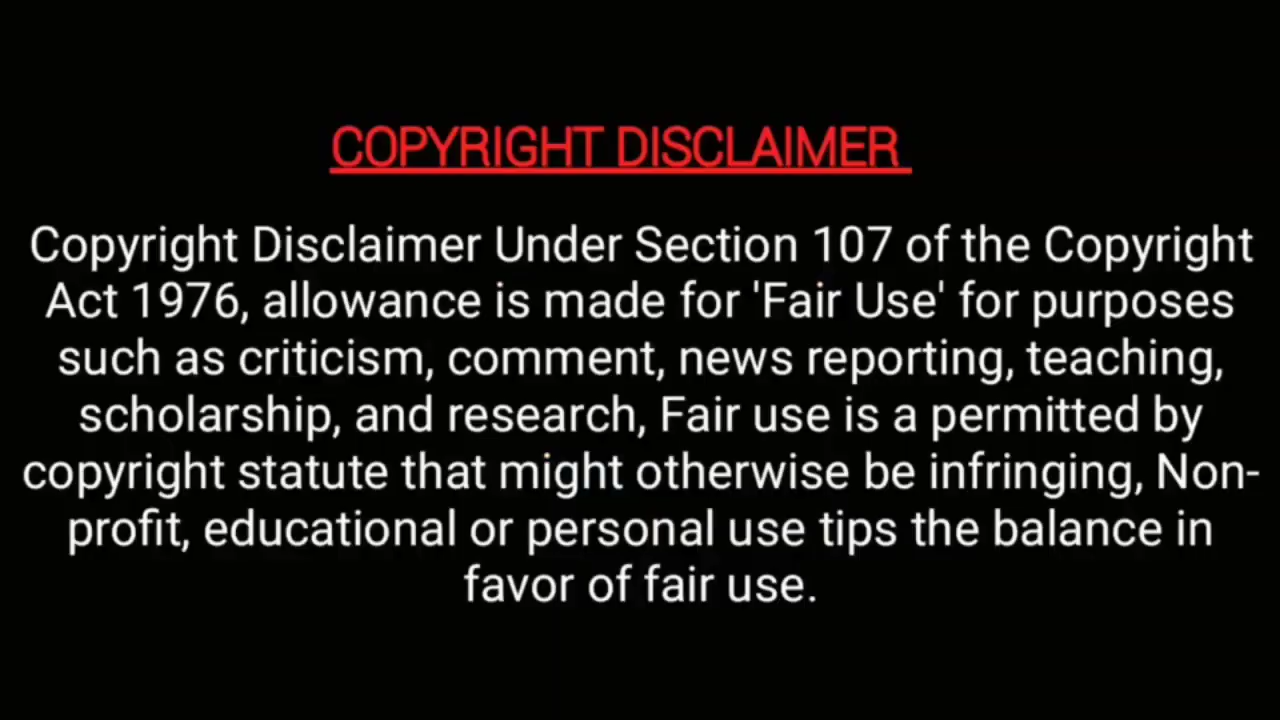 COPYRIGHT DISCLAIMER
Copyright Disclaimer Under Section 107 of the Copyright
Act 1976, allowance is made for 'Fair Use' for purposes
such as criticism, comment, news reporting, teaching,
scholarship, and research, Fair use is a permitted by
copyright statute that might otherwise be infringing, Non-
profit, educational or personal use tips the balance in
favor of fair use.